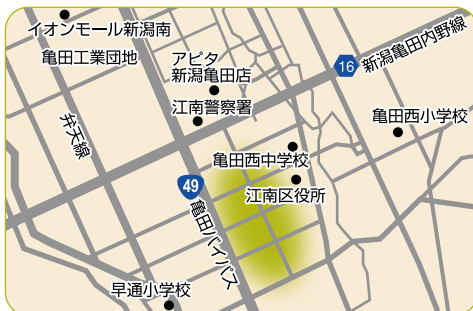 イオンモール新潟南
亀田工業団地
アピタ
新潟亀田店
江南警察署
16
新潟亀田内野線
亀田西小学校
弁天線
亀田西中学校
49
江南区役所
亀田バイパス
早通小学校